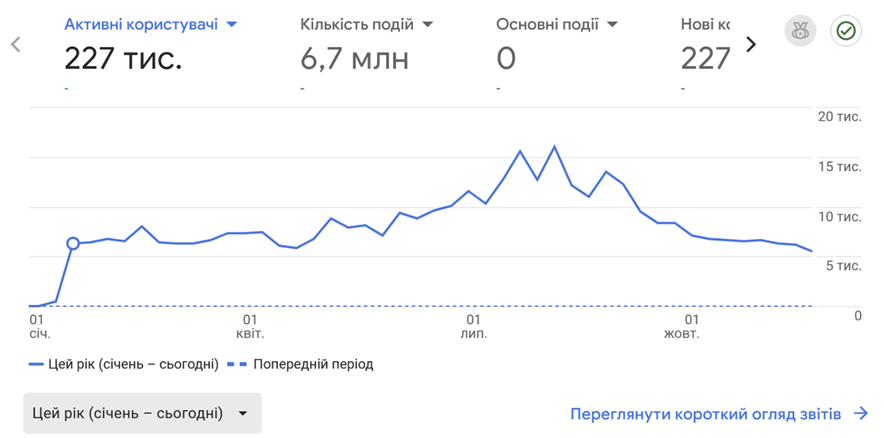 Активні користувачі
227 тис.
-
Кількість подій
6,7 млн
-
Основні події
0
-
Нові
227
-
20 тис.
15 тис.
10 тис.
5 тис.
0
01
січ.
01
квіт.
01
лип.
01
жовт.
Цей рік (січень – сьогодні)
Попередній період
Цей рік (січень – сьогодні)
Переглянути короткий огляд звітів